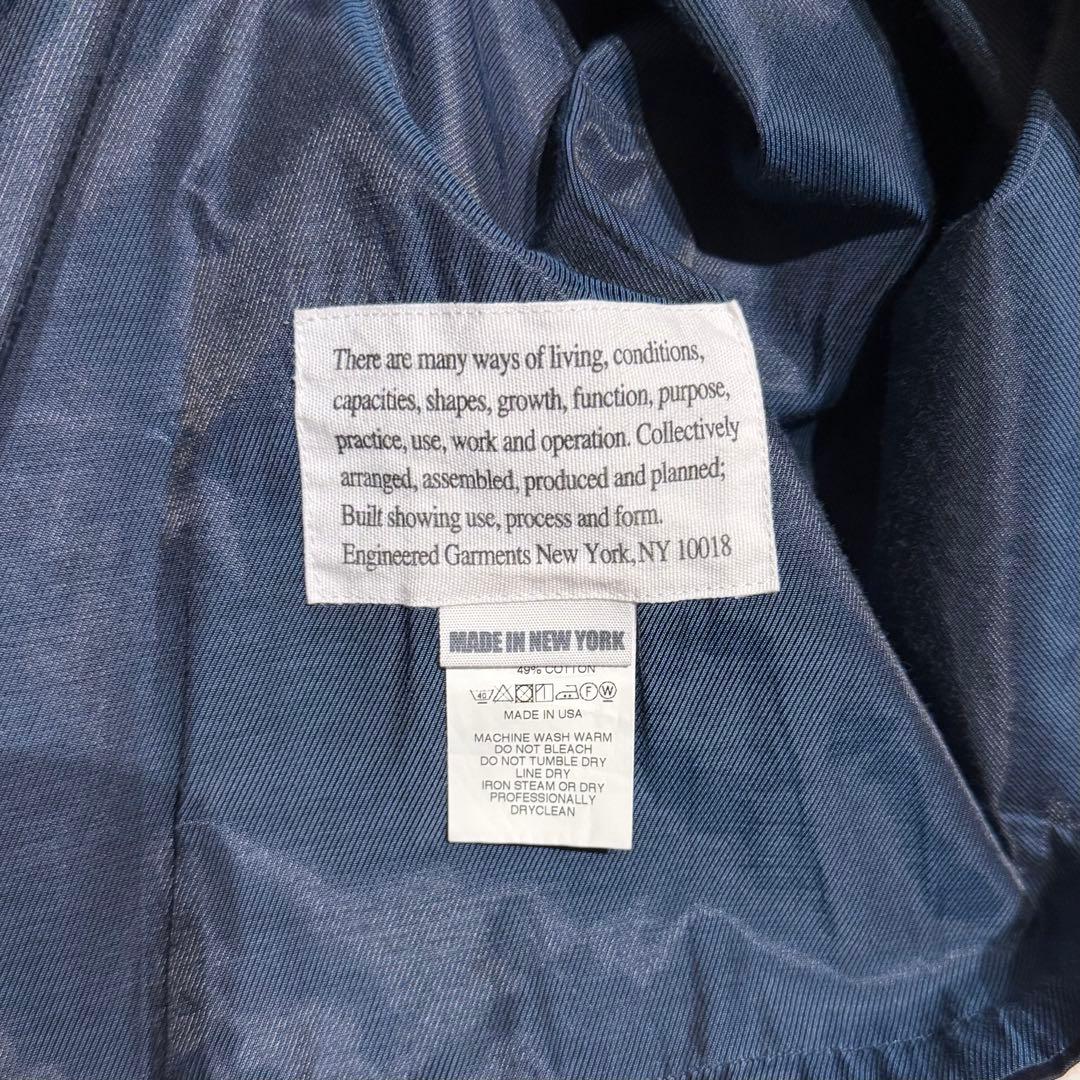 There are many ways of living, conditions,
capacities, shapes, growth, function, purpose,
practice, use, work and operation. Collectively
arranged, assembled, produced and planned;
Built showing use, process and form.
Engineered Garments New York, NY 10018
MADE IN NEW YORK
49% COTTON
40 F W
MADE IN USA
MACHINE WASH WARM
DO NOT BLEACH
DO NOT TUMBLE DRY
LINE DRY
IRON STEAM OR DRY
PROFESSIONALLY
DRYCLEAN